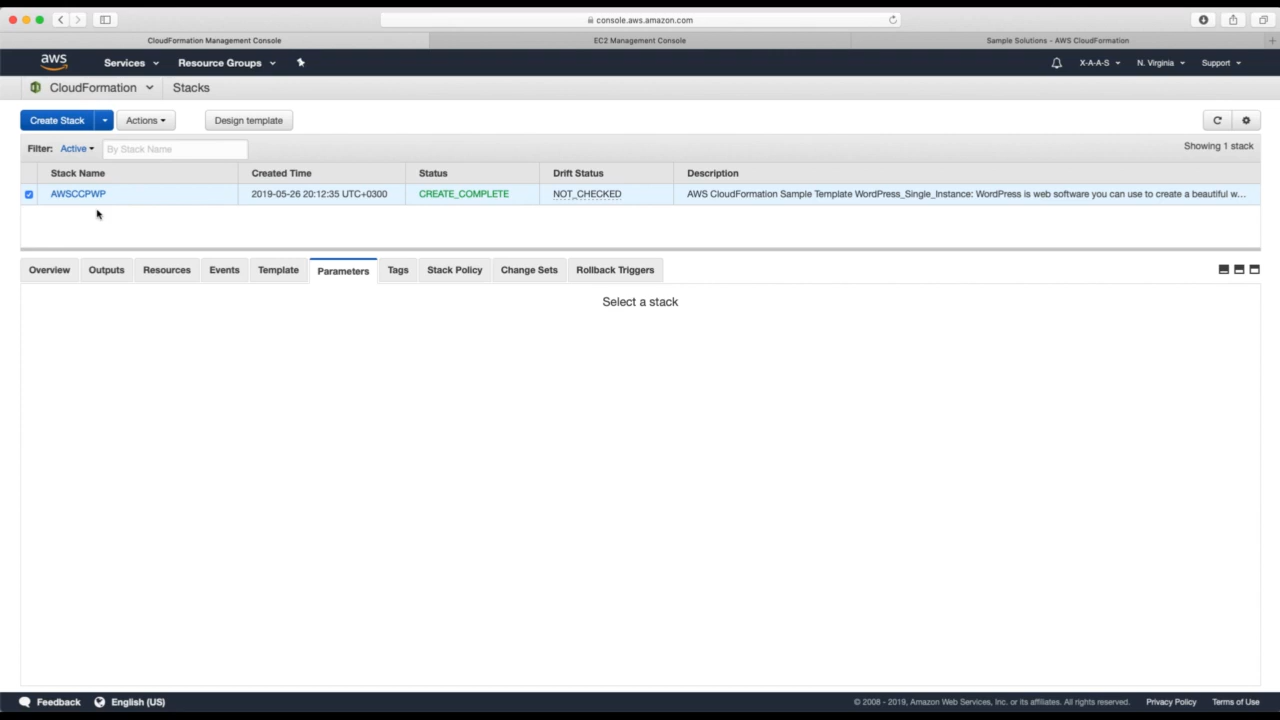 console.aws.amazon.com
CloudFormation Management Console
EC2 Management Console
Sample Solutions - AWS CloudFormation
aws
Services
Resource Groups
X-A-A-S
N. Virginia
Support
CloudFormation
Stacks
Create Stack
Actions
Design template
Filter: Active
By Stack Name
Showing 1 stack
Stack Name Created Time Status Drift Status Description
AWSCCPWP 2019-05-26 20:12:35 UTC+0300 CREATE_COMPLETE NOT_CHECKED AWS CloudFormation Sample Template WordPress_Single_Instance: WordPress is web software you can use to create a beautiful w...
Overview Outputs Resources Events Template Parameters Tags Stack Policy Change Sets Rollback Triggers
Select a stack
Feedback English (US) © 2008 - 2019, Amazon Web Services, Inc. or its affiliates. All rights reserved. Privacy Policy Terms of Use